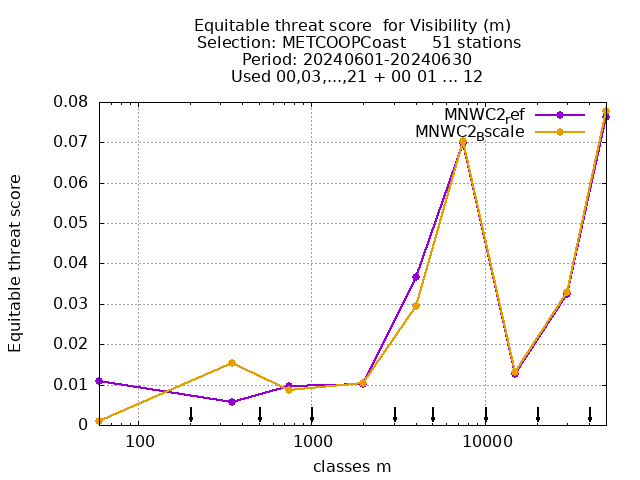 Equitable threat score  for Visibility (m)
Selection: METCOOPCoast     51 stations
Period: 20240601-20240630
Used 00,03,...,21 + 00 01 ... 12
MNWC2ref
MNWC2Bscale
0.08
0.07
0.06
0.05
0.04
0.03
0.02
0.01
0
Equitable threat score
100
1000
10000
classes m